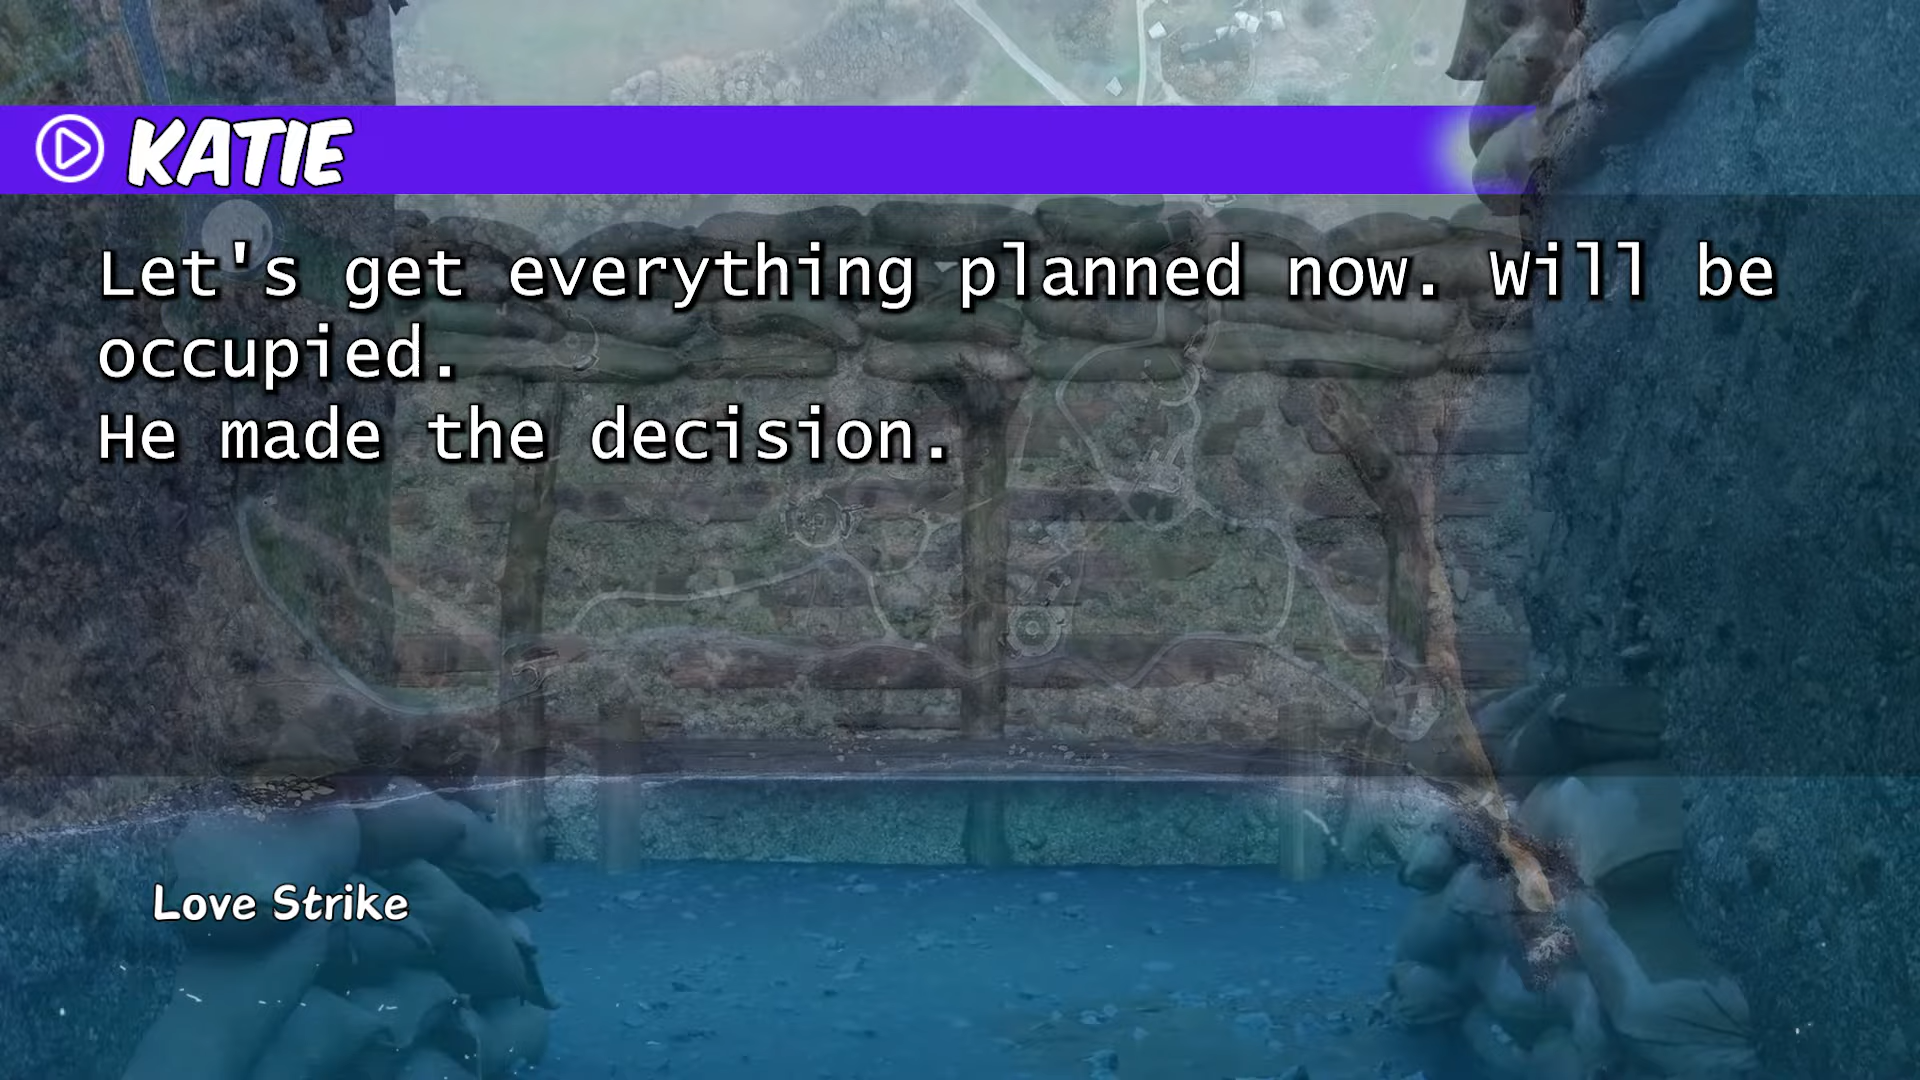 KATIE
Let's get everything planned now. Will be
occupied.
He made the decision.
Love Strike